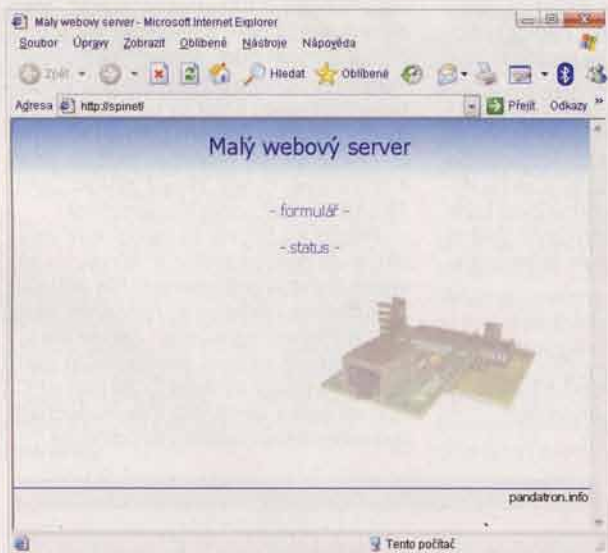 Malý webový server - Microsoft Internet Explorer
Soubor Úpravy Zobrazit Oblíbené Nástroje Nápověda
Zpět Hledat Oblíbené
Adresa http://spinet/ Přejít Odkazy »
Malý webový server
- formulář -
- status -
pandatron.info
Tento počítač